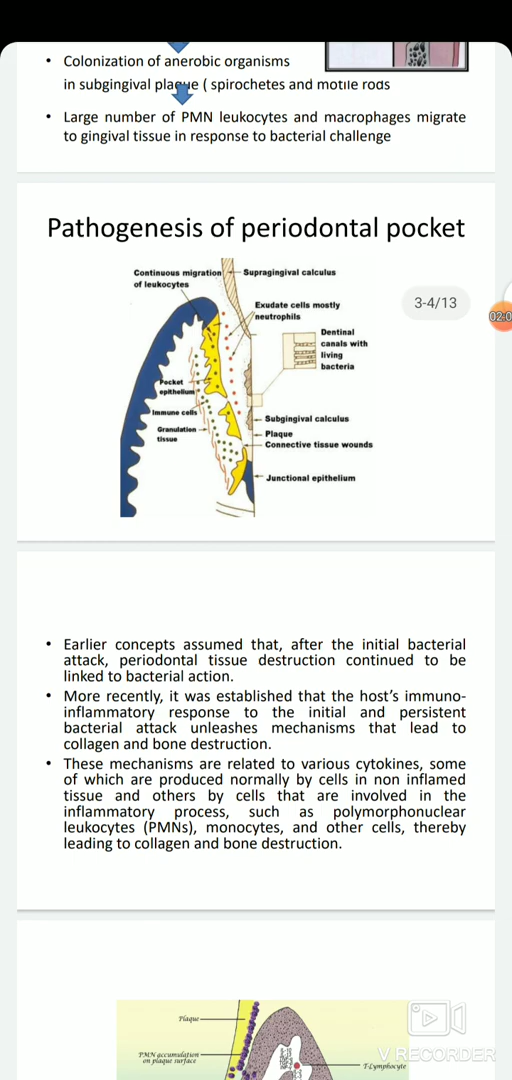 • Colonization of anerobic organisms
in subgingival plaque ( spirochetes and motile rods
• Large number of PMN leukocytes and macrophages migrate
to gingival tissue in response to bacterial challenge
Pathogenesis of periodontal pocket
Continuous migration
of leukocytes
Supragingival calculus
Exudate cells mostly
neutrophils
3-4/13
02:0
Dentinal
canals with
living
bacteria
Pocket
epithelium
Immune cells
Granulation
tissue
Subgingival calculus
Plaque
Connective tissue wounds
Junctional epithelium
• Earlier concepts assumed that, after the initial bacterial
attack, periodontal tissue destruction continued to be
linked to bacterial action.
• More recently, it was established that the host's immuno-
inflammatory response to the initial and persistent
bacterial attack unleashes mechanisms that lead to
collagen and bone destruction.
• These mechanisms are related to various cytokines, some
of which are produced normally by cells in non inflamed
tissue and others by cells that are involved in the
inflammatory process, such as polymorphonuclear
leukocytes (PMNs), monocytes, and other cells, thereby
leading to collagen and bone destruction.
Plaque
PMN accumulation
on plaque surface
T-Lymphocyte
V RECORDER